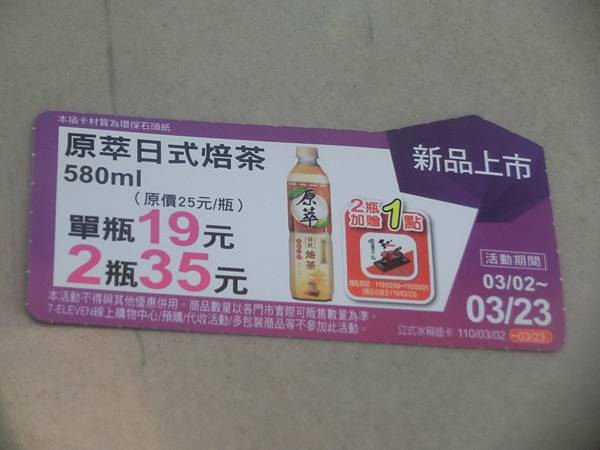 本插卡材質為環保石頭紙
原萃日式焙茶
580ml
(原價25元/瓶)
單瓶19元
2瓶35元
原萃
日式
焙茶
2瓶
加贈1點
新品上市
活動期間
03/02~
03/23
本活動不得與其他優惠併用。商品數量以各門市實際可販售數量為準。
7-ELEVEN線上購物中心/預購/代收活動/多包裝商品等不參加此活動。
立式冰箱插卡 110/03/02 ~03/23